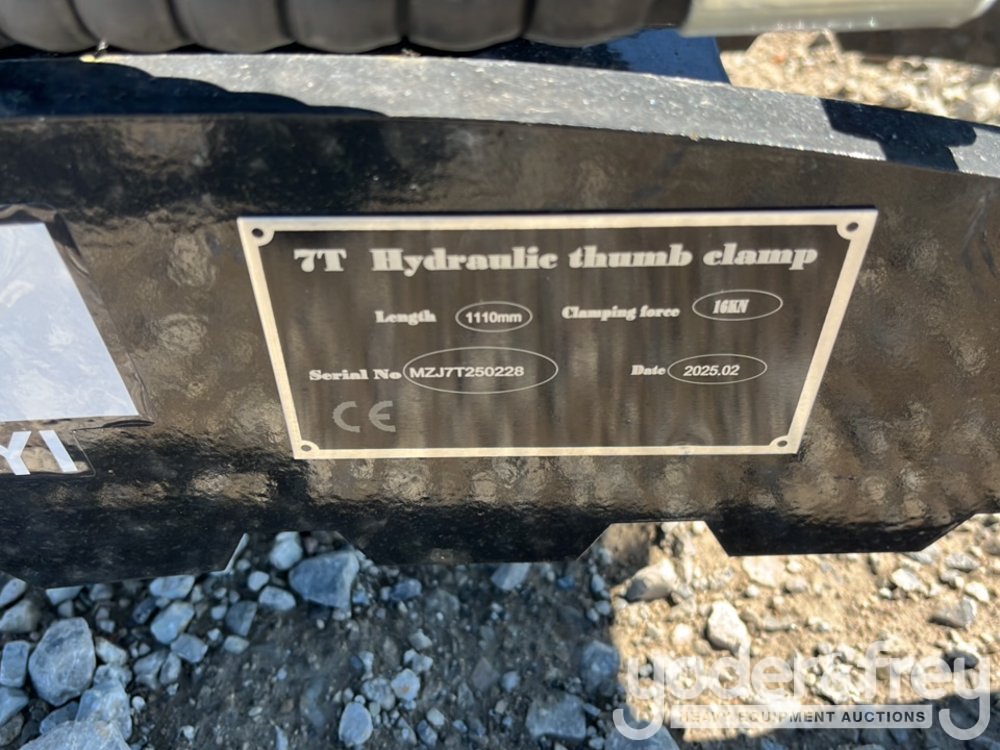 7T Hydraulic thumb clamp
Length 1110mm Clamping force 16KN
Serial No MZJ7T250228 Date 2025.02
CE
YI
yoder&frey
HEAVY EQUIPMENT AUCTIONS